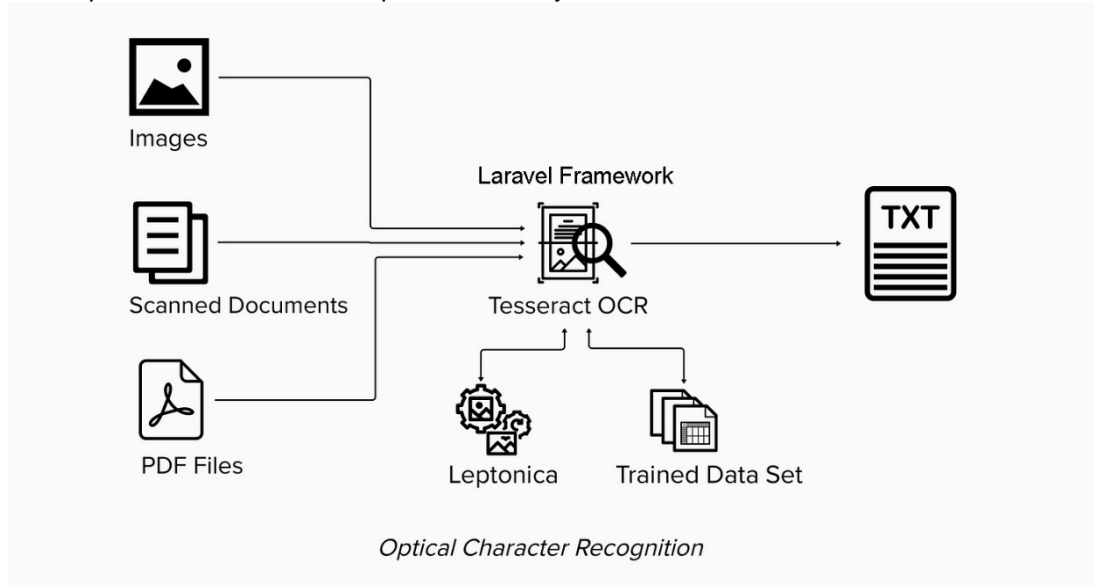 Images
Laravel Framework
TXT
Scanned Documents
Tesseract OCR
PDF Files
Leptonica
Trained Data Set
Optical Character Recognition